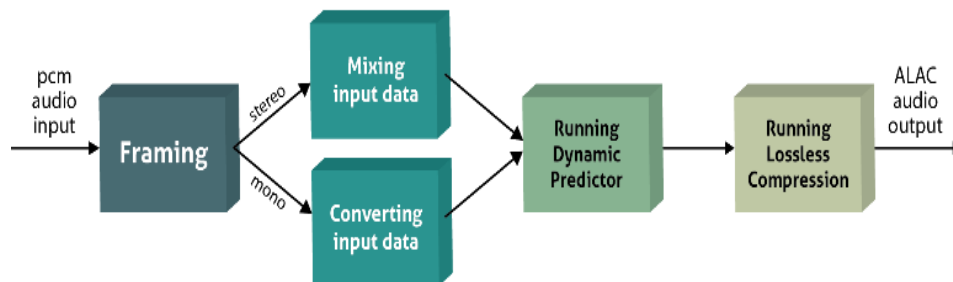 pcm
audio
input
Framing
stereo
mono
Mixing
input data
Converting
input data
Running
Dynamic
Predictor
Running
Lossless
Compression
ALAC
audio
output